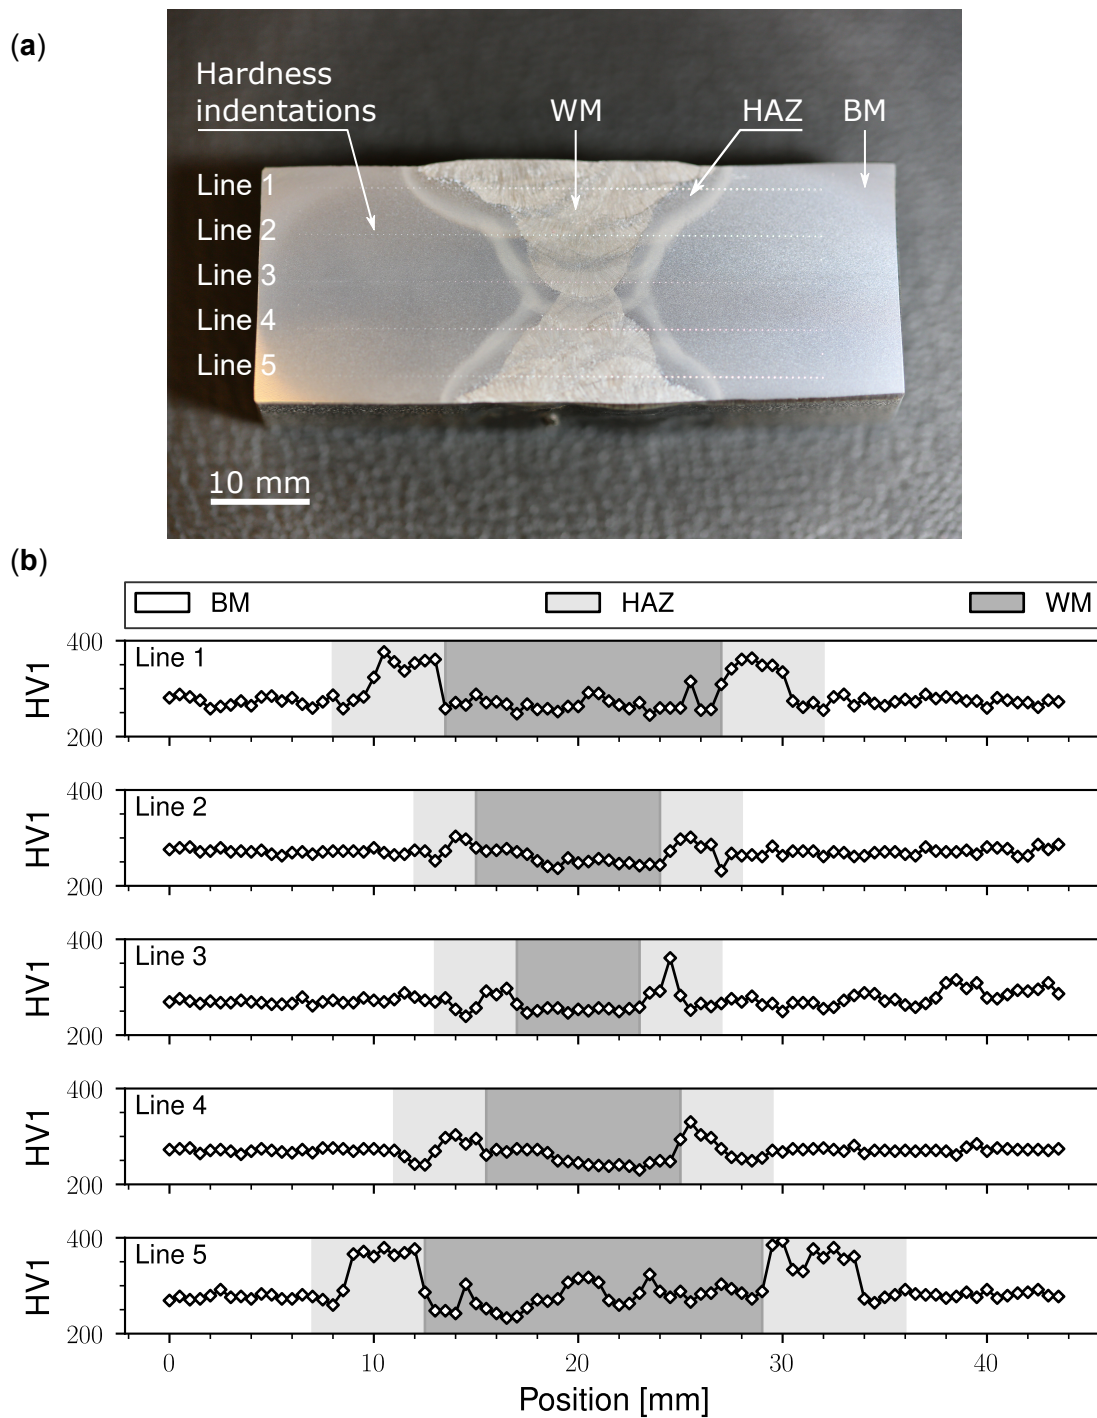 (a)
Hardness
indentations
WM
HAZ
BM
Line 1
Line 2
Line 3
Line 4
Line 5
10 mm
(b)
BM
HAZ
WM
400
Line 1
HV1
200
400
Line 2
HV1
200
400
Line 3
HV1
200
400
Line 4
HV1
200
400
Line 5
HV1
200
0
10
20
30
40
Position [mm]